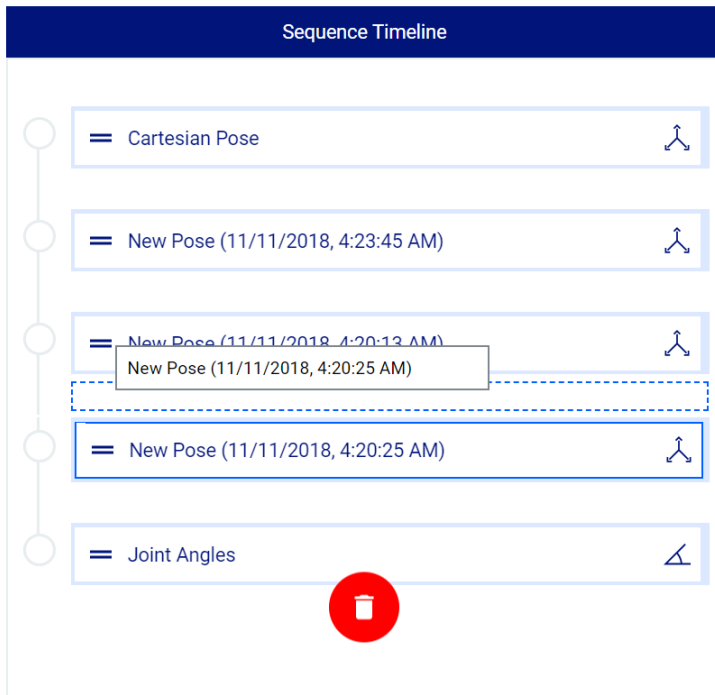 Sequence Timeline
Cartesian Pose
New Pose (11/11/2018, 4:23:45 AM)
New Pose (11/11/2018, 4:20:13 AM)
New Pose (11/11/2018, 4:20:25 AM)
New Pose (11/11/2018, 4:20:25 AM)
Joint Angles